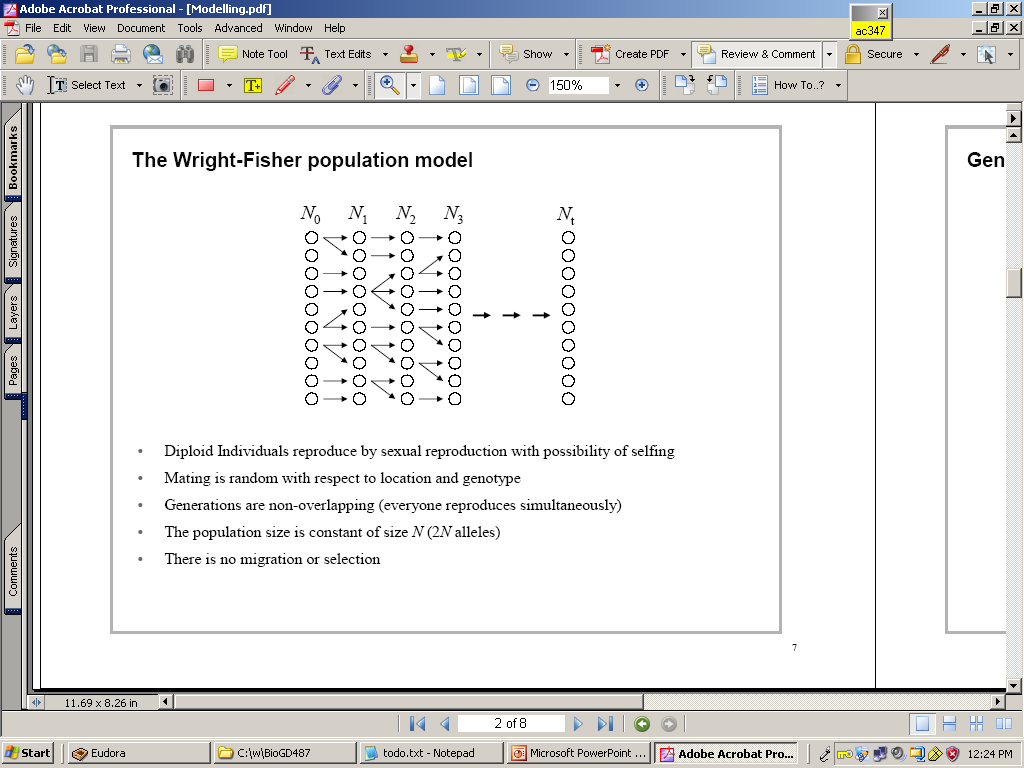 Adobe Acrobat Professional - [Modelling.pdf]
ac347
File Edit View Document Tools Advanced Window Help
Note Tool Text Edits Show Create PDF Review & Comment Secure
Select Text T+ 150% How To..?
Bookmarks
Signatures
Layers
Pages
Comments
The Wright-Fisher population model
Gen
N0 N1 N2 N3 Nt
• Diploid Individuals reproduce by sexual reproduction with possibility of selfing
• Mating is random with respect to location and genotype
• Generations are non-overlapping (everyone reproduces simultaneously)
• The population size is constant of size N (2N alleles)
• There is no migration or selection
7
11.69 x 8.26 in
2 of 8
Start Eudora C:\w\BioGD487 todo.txt - Notepad Microsoft PowerPoint ... Adobe Acrobat Pro... 12:24 PM